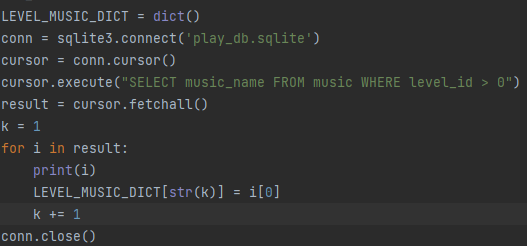 LEVEL_MUSIC_DICT = dict()
conn = sqlite3.connect('play_db.sqlite')
cursor = conn.cursor()
cursor.execute("SELECT music_name FROM music WHERE level_id > 0")
result = cursor.fetchall()
k = 1
for i in result:
    print(i)
    LEVEL_MUSIC_DICT[str(k)] = i[0]
    k += 1
conn.close()